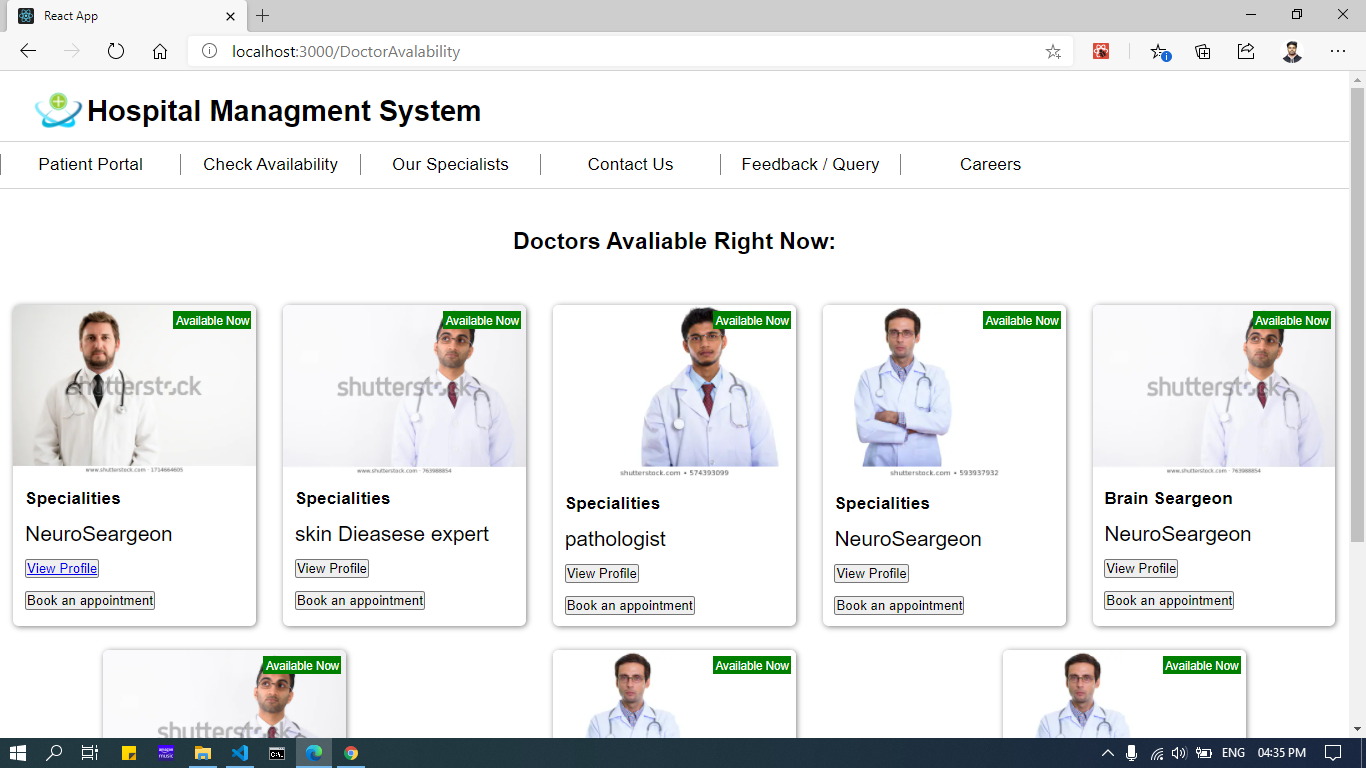 React App
localhost:3000/DoctorAvalability
Hospital Managment System
Patient Portal
Check Availability
Our Specialists
Contact Us
Feedback / Query
Careers
Doctors Avaliable Right Now:
Available Now
shutterstock
www.shutterstock.com · 1714664605
Specialities
NeuroSeargeon
View Profile
Book an appointment
Available Now
shutterstock
www.shutterstock.com · 763988854
Specialities
skin Dieasese expert
View Profile
Book an appointment
Available Now
shutterstock.com • 574393099
Specialities
pathologist
View Profile
Book an appointment
Available Now
shutterstock.com • 593937932
Specialities
NeuroSeargeon
View Profile
Book an appointment
Available Now
shutterstock
www.shutterstock.com · 763988854
Brain Seargeon
NeuroSeargeon
View Profile
Book an appointment
Available Now
shutterstock
Available Now
Available Now
amazon
music
C:\.
ENG
04:35 PM